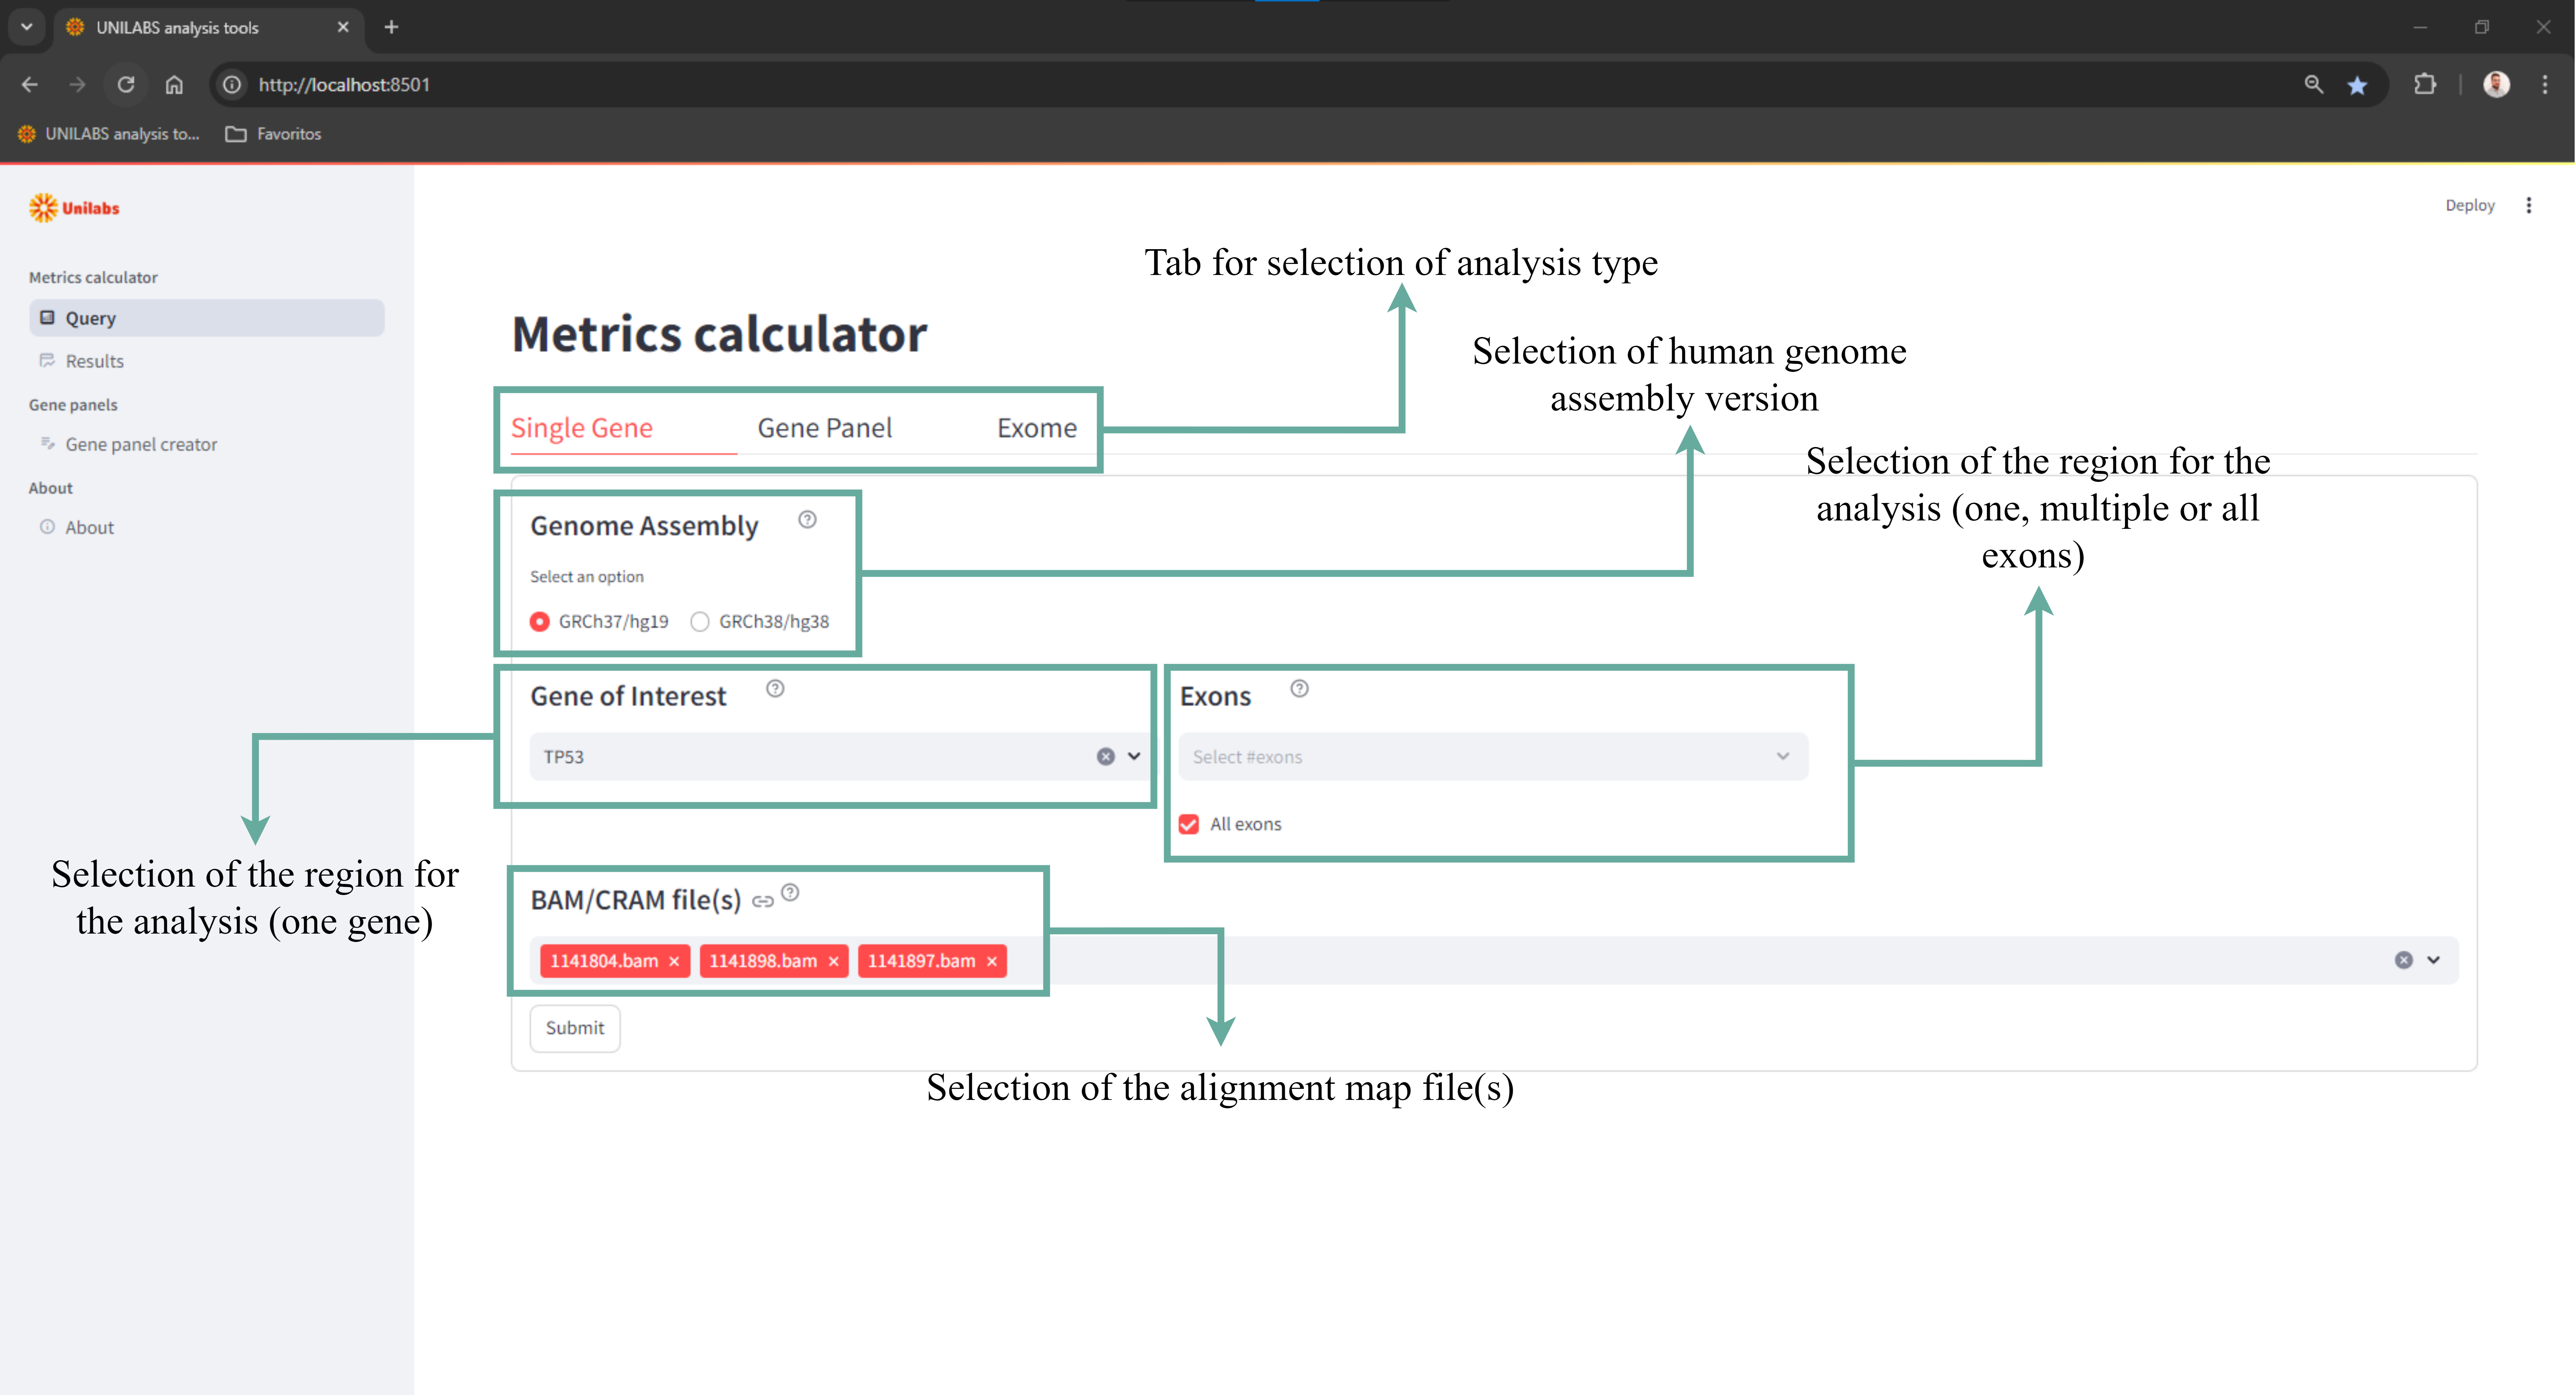 UNILABS analysis tools
http://localhost:8501
UNILABS analysis to...
Favoritos
Unilabs
Deploy
Metrics calculator
Query
Results
Gene panels
Gene panel creator
About
About
Tab for selection of analysis type
Metrics calculator
Selection of human genome
assembly version
Single Gene
Gene Panel
Exome
Selection of the region for the
analysis (one, multiple or all
exons)
Genome Assembly
Select an option
GRCh37/hg19
GRCh38/hg38
Gene of Interest
TP53
Exons
Select #exons
All exons
Selection of the region for
the analysis (one gene)
BAM/CRAM file(s)
1141804.bam
1141898.bam
1141897.bam
Submit
Selection of the alignment map file(s)